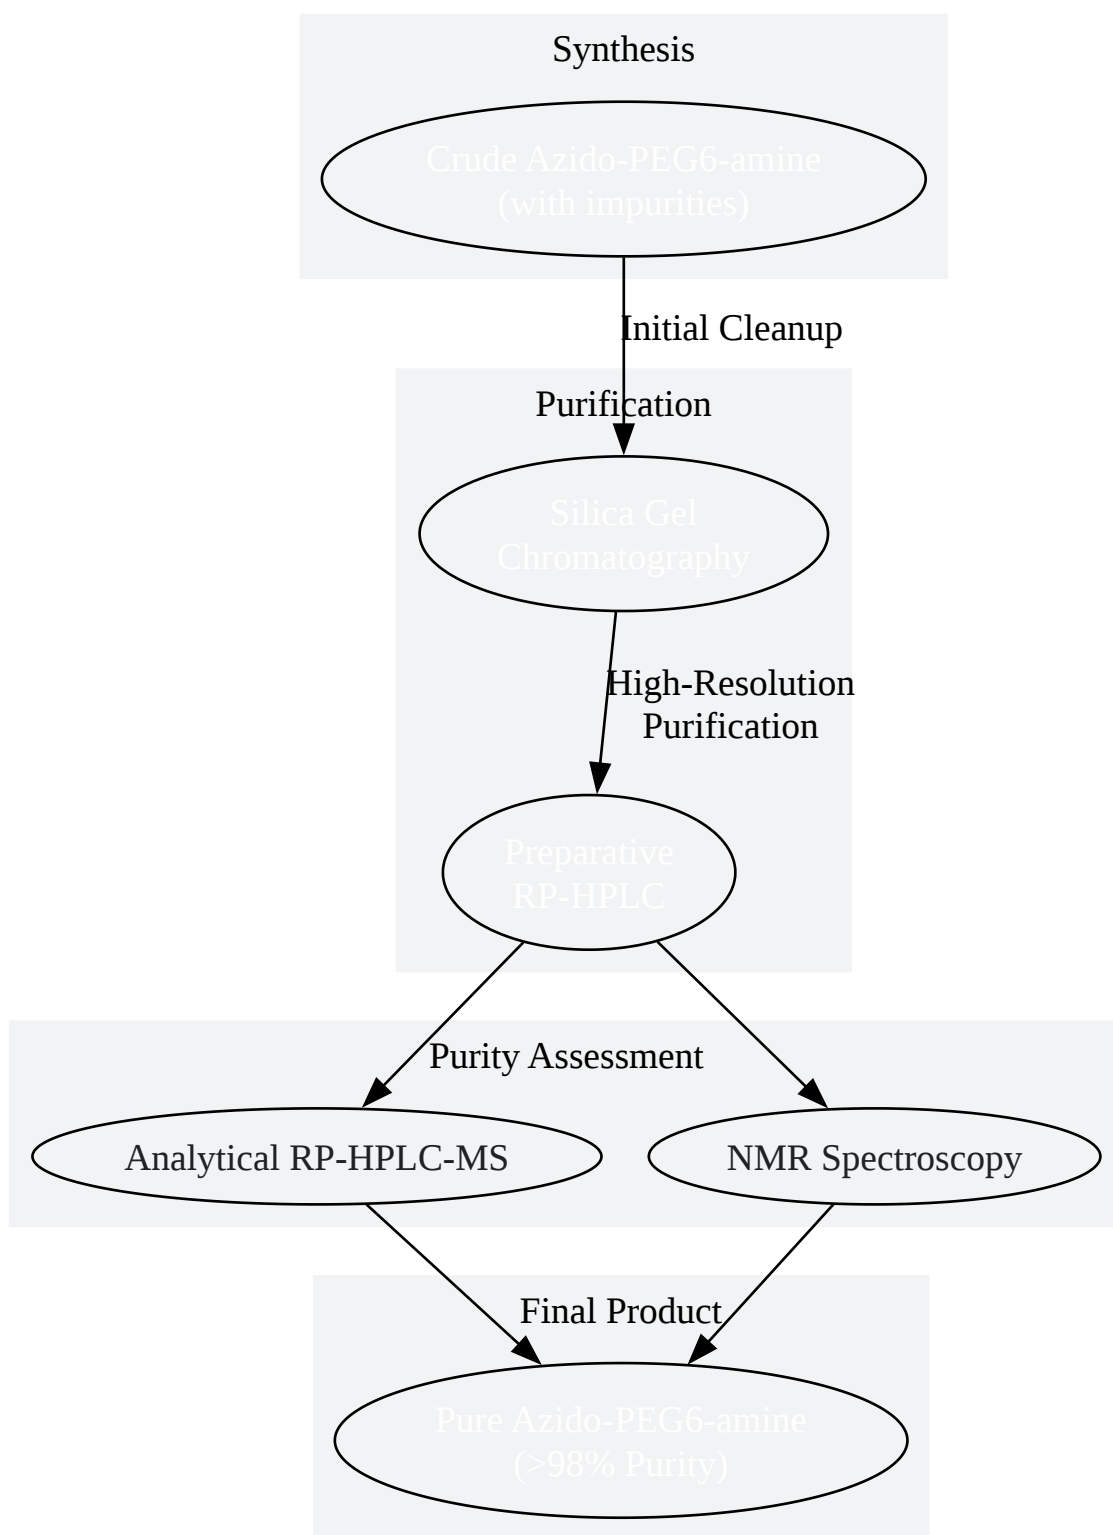 Synthesis
Crude Azido-PEG6-amine
(with impurities)
Initial Cleanup
Purification
Silica Gel
Chromatography
High-Resolution
Purification
Preparative
RP-HPLC
Purity Assessment
Analytical RP-HPLC-MS
NMR Spectroscopy
Final Product
Pure Azido-PEG6-amine
(>98% Purity)